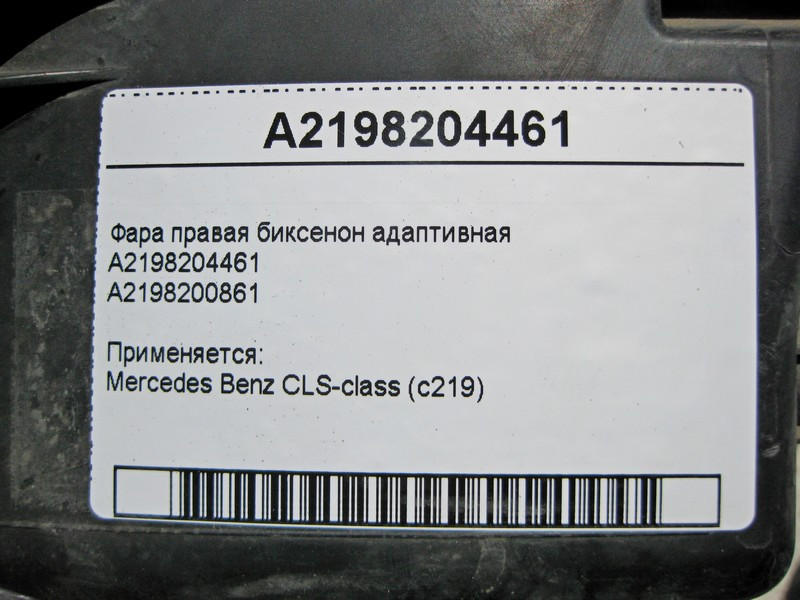 A2198204461
Фара правая биксенон адаптивная
A2198204461
A2198200861
Применяется:
Mercedes Benz CLS-class (c219)